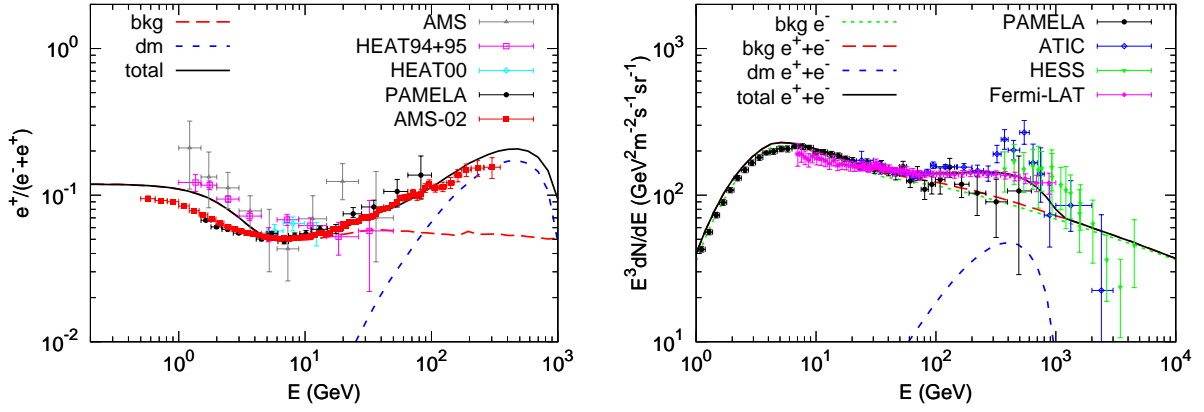 bkg
dm
total
AMS
HEAT94+95
HEAT00
PAMELA
AMS-02
e⁺/(e⁻+e⁺)
10⁰
10⁻¹
10⁻²
10⁰ 10¹ 10² 10³
E (GeV)
bkg e⁻
bkg e⁺+e⁻
dm e⁺+e⁻
total e⁺+e⁻
PAMELA
ATIC
HESS
Fermi-LAT
E³dN/dE (GeV²m⁻²s⁻¹sr⁻¹)
10³
10²
10¹
10⁰ 10¹ 10² 10³ 10⁴
E (GeV)